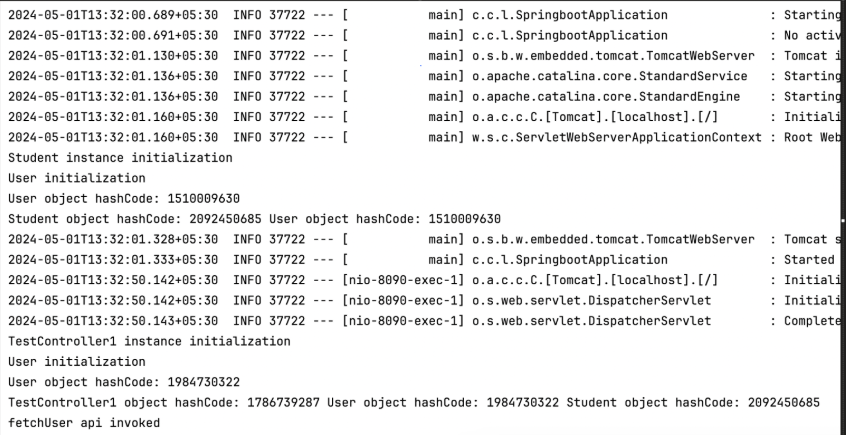 2024-05-01T13:32:00.689+05:30  INFO 37722 --- [           main] c.c.l.SpringbootApplication              : Starting
2024-05-01T13:32:00.691+05:30  INFO 37722 --- [           main] c.c.l.SpringbootApplication              : No activ
2024-05-01T13:32:01.130+05:30  INFO 37722 --- [           main] o.s.b.w.embedded.tomcat.TomcatWebServer  : Tomcat i
2024-05-01T13:32:01.136+05:30  INFO 37722 --- [           main] o.apache.catalina.core.StandardService   : Starting
2024-05-01T13:32:01.136+05:30  INFO 37722 --- [           main] o.apache.catalina.core.StandardEngine    : Starting
2024-05-01T13:32:01.160+05:30  INFO 37722 --- [           main] o.a.c.c.C.[Tomcat].[localhost].[/]       : Initiali
2024-05-01T13:32:01.160+05:30  INFO 37722 --- [           main] w.s.c.ServletWebServerApplicationContext : Root Web
Student instance initialization
User initialization
User object hashCode: 1510009630
Student object hashCode: 2092450685 User object hashCode: 1510009630
2024-05-01T13:32:01.328+05:30  INFO 37722 --- [           main] o.s.b.w.embedded.tomcat.TomcatWebServer  : Tomcat s
2024-05-01T13:32:01.333+05:30  INFO 37722 --- [           main] c.c.l.SpringbootApplication              : Started
2024-05-01T13:32:50.142+05:30  INFO 37722 --- [nio-8090-exec-1] o.a.c.c.C.[Tomcat].[localhost].[/]       : Initiali
2024-05-01T13:32:50.142+05:30  INFO 37722 --- [nio-8090-exec-1] o.s.web.servlet.DispatcherServlet        : Initiali
2024-05-01T13:32:50.143+05:30  INFO 37722 --- [nio-8090-exec-1] o.s.web.servlet.DispatcherServlet        : Complete
TestController1 instance initialization
User initialization
User object hashCode: 1984730322
TestController1 object hashCode: 1786739287 User object hashCode: 1984730322 Student object hashCode: 2092450685
fetchUser api invoked